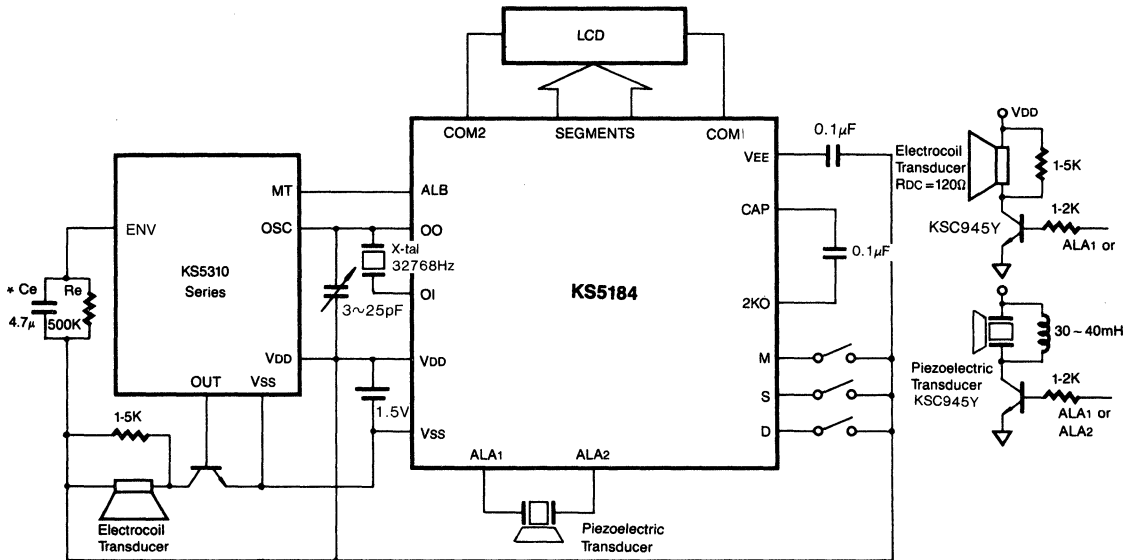 LCD
COM2
SEGMENTS
COM1
0.1μF
VEE
VDD
Electrocoil
Transducer
RDC=120Ω
1-5K
MT
ALB
ENV
OSC
OO
CAP
1-2K
KSC945Y
ALA1 or
X-tal
32768Hz
KS5310
Series
0.1μF
* Ce
Re
4.7μ
500K
OI
KS5184
3~25pF
2KO
30~40mH
VDD
VDD
M
Piezoelectric
Transducer
KSC945Y
1-2K
ALA1 or
ALA2
OUT
VSS
1.5V
S
1-5K
VSS
D
ALA1
ALA2
Electrocoil
Transducer
Piezoelectric
Transducer